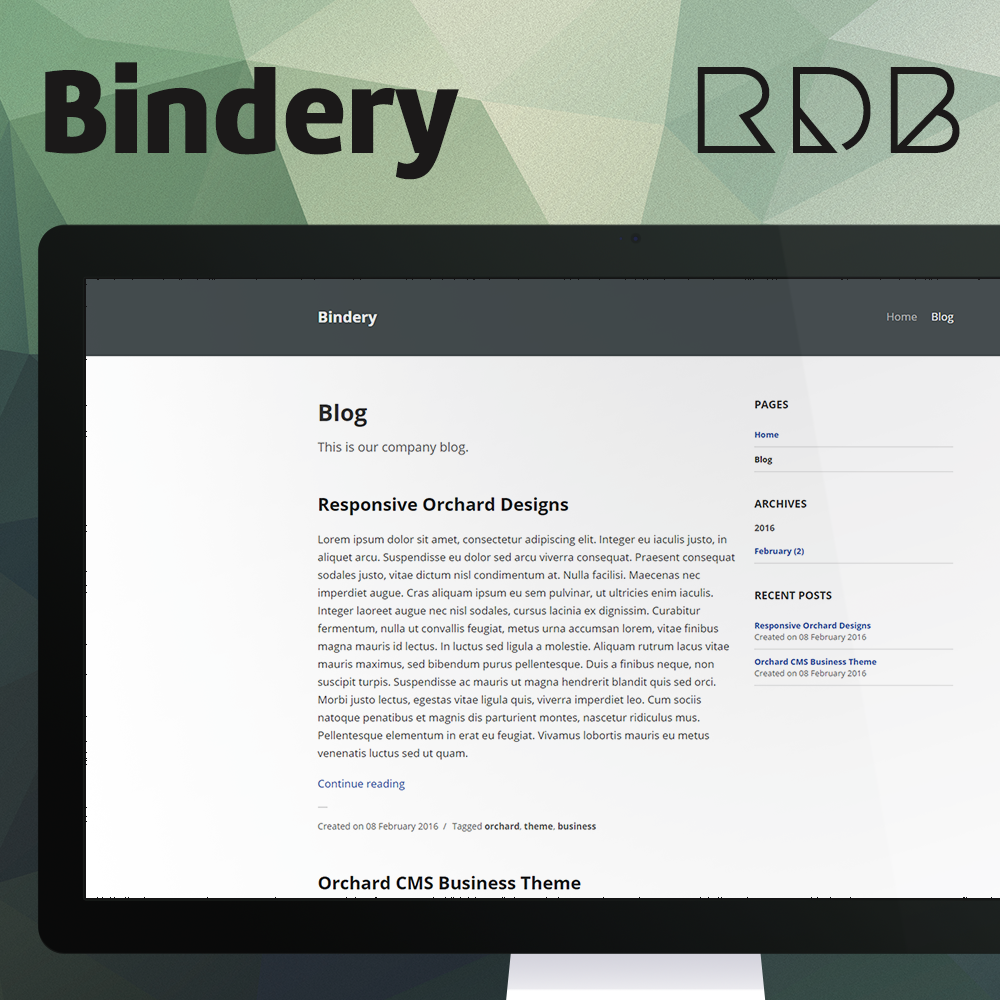 Bindery
RDB
Bindery
Home Blog
Blog
This is our company blog.
Responsive Orchard Designs
Lorem ipsum dolor sit amet, consectetur adipiscing elit. Integer eu iaculis justo, in
aliquet arcu. Suspendisse eu dolor sed arcu viverra consequat. Praesent consequat
sodales justo, vitae dictum nisl condimentum at. Nulla facilisi. Maecenas nec
imperdiet augue. Cras aliquam ipsum eu sem pulvinar, ut ultricies enim iaculis.
Integer laoreet augue nec nisl sodales, cursus lacinia ex dignissim. Curabitur
fermentum, nulla ut convallis feugiat, metus urna accumsan lorem, vitae finibus
magna mauris id lectus. In luctus sed ligula a molestie. Aliquam rutrum lacus vitae
mauris maximus, sed bibendum purus pellentesque. Duis a finibus neque, non
suscipit turpis. Suspendisse ac mauris ut magna hendrerit blandit quis sed orci.
Morbi justo lectus, egestas vitae ligula quis, viverra imperdiet leo. Cum sociis
natoque penatibus et magnis dis parturient montes, nascetur ridiculus mus.
Pellentesque elementum in erat eu feugiat. Vivamus lobortis mauris eu metus
venenatis luctus sed ut quam.
Continue reading
—
Created on 08 February 2016 / Tagged orchard, theme, business
Orchard CMS Business Theme
PAGES
Home
Blog
ARCHIVES
2016
February (2)
RECENT POSTS
Responsive Orchard Designs
Created on 08 February 2016
Orchard CMS Business Theme
Created on 08 February 2016